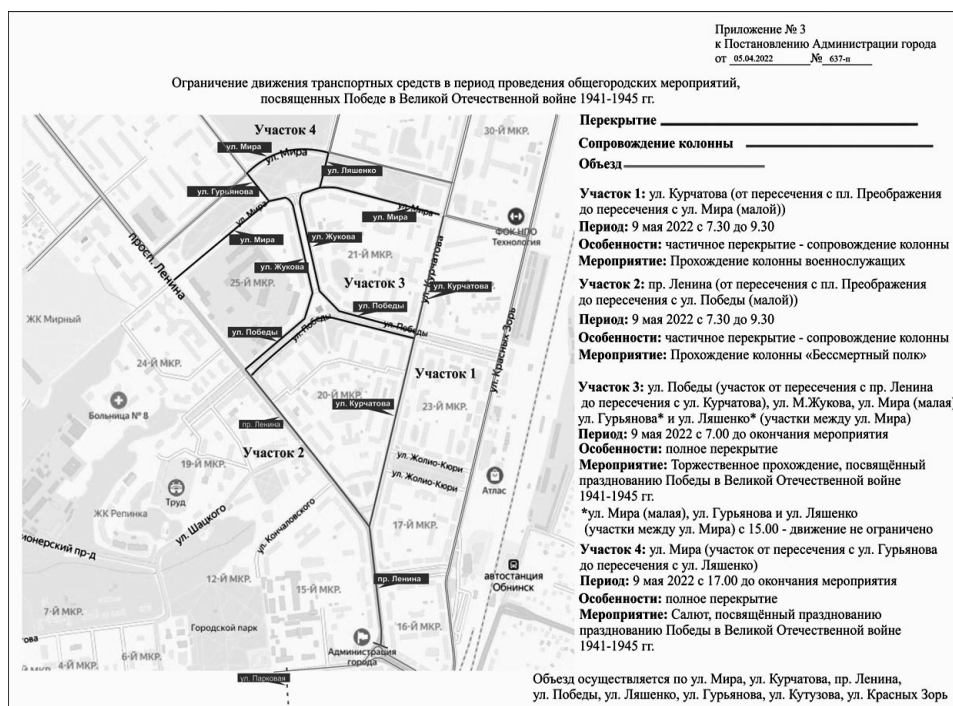 Приложение № 3
к Постановлению Администрации города
от 05.04.2022 № 637-п
Ограничение движения транспортных средств в период проведения общегородских мероприятий,
посвященных Победе в Великой Отечественной войне 1941-1945 гг.
Перекрытие
Сопровождение колонны
Объезд
Участок 1: ул. Курчатова (от пересечения с пл. Преображения
до пересечения с ул. Мира (малой))
Период: 9 мая 2022 с 7.30 до 9.30
Особенности: частичное перекрытие - сопровождение колонны
Мероприятие: Прохождение колонны военнослужащих
Участок 2: пр. Ленина (от пересечения с пл. Преображения
до пересечения с ул. Победы (малой))
Период: 9 мая 2022 с 7.30 до 9.30
Особенности: частичное перекрытие - сопровождение колонны
Мероприятие: Прохождение колонны «Бессмертный полк»
Участок 3: ул. Победы (участок от пересечения с пр. Ленина
до пересечения с ул. Курчатова), ул. М.Жукова, ул. Мира (малая)
ул. Гурьянова* и ул. Ляшенко* (участки между ул. Мира)
Период: 9 мая 2022 с 7.00 до окончания мероприятия
Особенности: полное перекрытие
Мероприятие: Торжественное прохождение, посвящённый
празднованию Победы в Великой Отечественной войне
1941-1945 гг.
*ул. Мира (малая), ул. Гурьянова и ул. Ляшенко
(участки между ул. Мира) с 15.00 - движение не ограничено
Участок 4: ул. Мира (участок от пересечения с ул. Гурьянова
до пересечения с ул. Ляшенко)
Период: 9 мая 2022 с 17.00 до окончания мероприятия
Особенности: полное перекрытие
Мероприятие: Салют, посвящённый празднованию
празднованию Победы в Великой Отечественной войне
1941-1945 гг.
Объезд осуществляется по ул. Мира, ул. Курчатова, пр. Ленина,
ул. Победы, ул. Ляшенко, ул. Гурьянова, ул. Кутузова, ул. Красных Зорь
Участок 4
30-Й МКР.
ул. Мира
ул. Мира
ул. Ляшенко
ул. Гурьянова
ул. Мира
ул. Мира
ул. Мира
ул. Мира
ФОК НПО
Технология
просп. Ленина
ул. Жукова
21-Й МКР.
ул. Курчатова
ул. Жукова
25-Й МКР.
Участок 3
ул. Курчатова
ул. Победы
ул. Победы
ул. Победы
ул. Победы
ул. Красных Зорь
ЖК Мирный
24-Й МКР.
Участок 1
20-Й МКР.
ул. Курчатова
23-Й МКР.
Больница № 8
пр. Ленина
Участок 2
ул. Жолио-Кюри
ул. Жолио-Кюри
19-Й МКР.
Атлас
Труд
ЖК Репинка
ул. Шацкого
ул. Кончаловского
17-Й МКР.
ионерский пр-д
12-Й МКР.
15-Й МКР.
пр. Ленина
автостанция
Обнинск
7-Й МКР.
Городской парк
16-Й МКР.
ова
4-Й МКР.
6-Й МКР.
Администрация
города
ул. Парковая